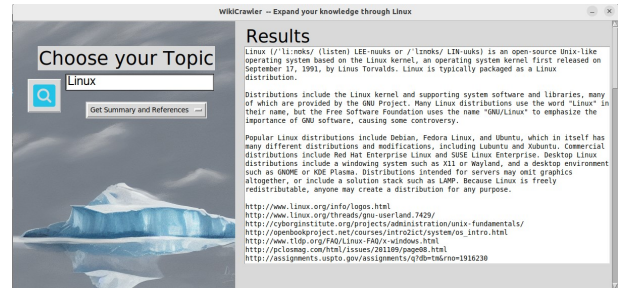 WikiCrawler -- Expand your knowledge through Linux
Choose your Topic
Linux
Get Summary and References
Results
Linux (/ˈliːnʊks/ (listen) LEE-nuuks or /ˈlɪnʊks/ LIN-uuks) is an open-source Unix-like
operating system based on the Linux kernel, an operating system kernel first released on
September 17, 1991, by Linus Torvalds. Linux is typically packaged as a Linux
distribution.
Distributions include the Linux kernel and supporting system software and libraries, many
of which are provided by the GNU Project. Many Linux distributions use the word "Linux" in
their name, but the Free Software Foundation uses the name "GNU/Linux" to emphasize the
importance of GNU software, causing some controversy.
Popular Linux distributions include Debian, Fedora Linux, and Ubuntu, which in itself has
many different distributions and modifications, including Lubuntu and Xubuntu. Commercial
distributions include Red Hat Enterprise Linux and SUSE Linux Enterprise. Desktop Linux
distributions include a windowing system such as X11 or Wayland, and a desktop environment
such as GNOME or KDE Plasma. Distributions intended for servers may omit graphics
altogether, or include a solution stack such as LAMP. Because Linux is freely
redistributable, anyone may create a distribution for any purpose.
http://www.linux.org/info/logos.html
http://www.linux.org/threads/gnu-userland.7429/
http://cyborginstitute.org/projects/administration/unix-fundamentals/
http://openbookproject.net/courses/intro2ict/system/os_intro.html
http://www.tldp.org/FAQ/Linux-FAQ/x-windows.html
http://pclosmag.com/html/issues/201109/page08.html
http://assignments.uspto.gov/assignments/q?db=tm&rno=1916230